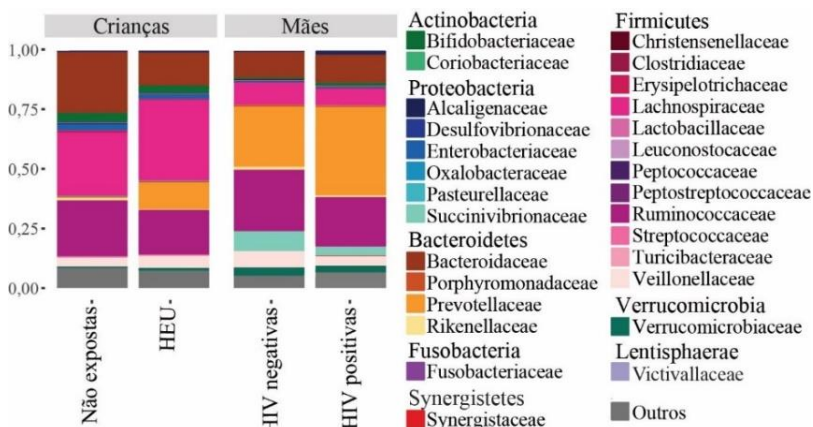 Crianças
Mães
1,00
0,75
0,50
0,25
0,00
Não expostas
HEU
HIV negativas
HIV positivas
Actinobacteria
Bifidobacteriaceae
Coriobacteriaceae
Proteobacteria
Alcaligenaceae
Desulfovibrionaceae
Enterobacteriaceae
Oxalobacteraceae
Pasteurellaceae
Succinivibrionaceae
Bacteroidetes
Bacteroidaceae
Porphyromonadaceae
Prevotellaceae
Rikenellaceae
Fusobacteria
Fusobacteriaceae
Synergistetes
Synergistaceae
Firmicutes
Christensenellaceae
Clostridiaceae
Erysipelotrichaceae
Lachnospiraceae
Lactobacillaceae
Leuconostocaceae
Peptococcaceae
Peptostreptococcaceae
Ruminococcaceae
Streptococcaceae
Turicibacteraceae
Veillonellaceae
Verrucomicrobia
Verrucomicrobiaceae
Lentisphaerae
Victivallaceae
Outros